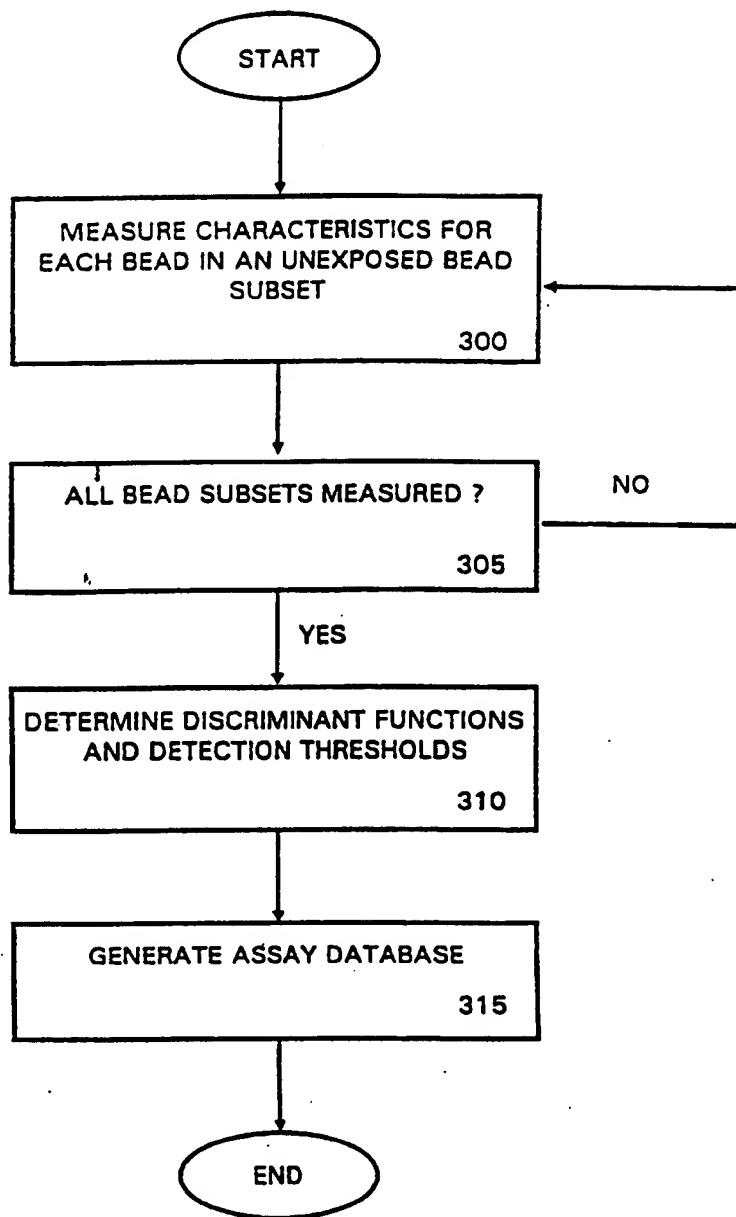 START
MEASURE CHARACTERISTICS FOR
EACH BEAD IN AN UNEXPOSED BEAD
SUBSET
300
ALL BEAD SUBSETS MEASURED ?
NO
305
YES
DETERMINE DISCRIMINANT FUNCTIONS
AND DETECTION THRESHOLDS
310
GENERATE ASSAY DATABASE
315
END